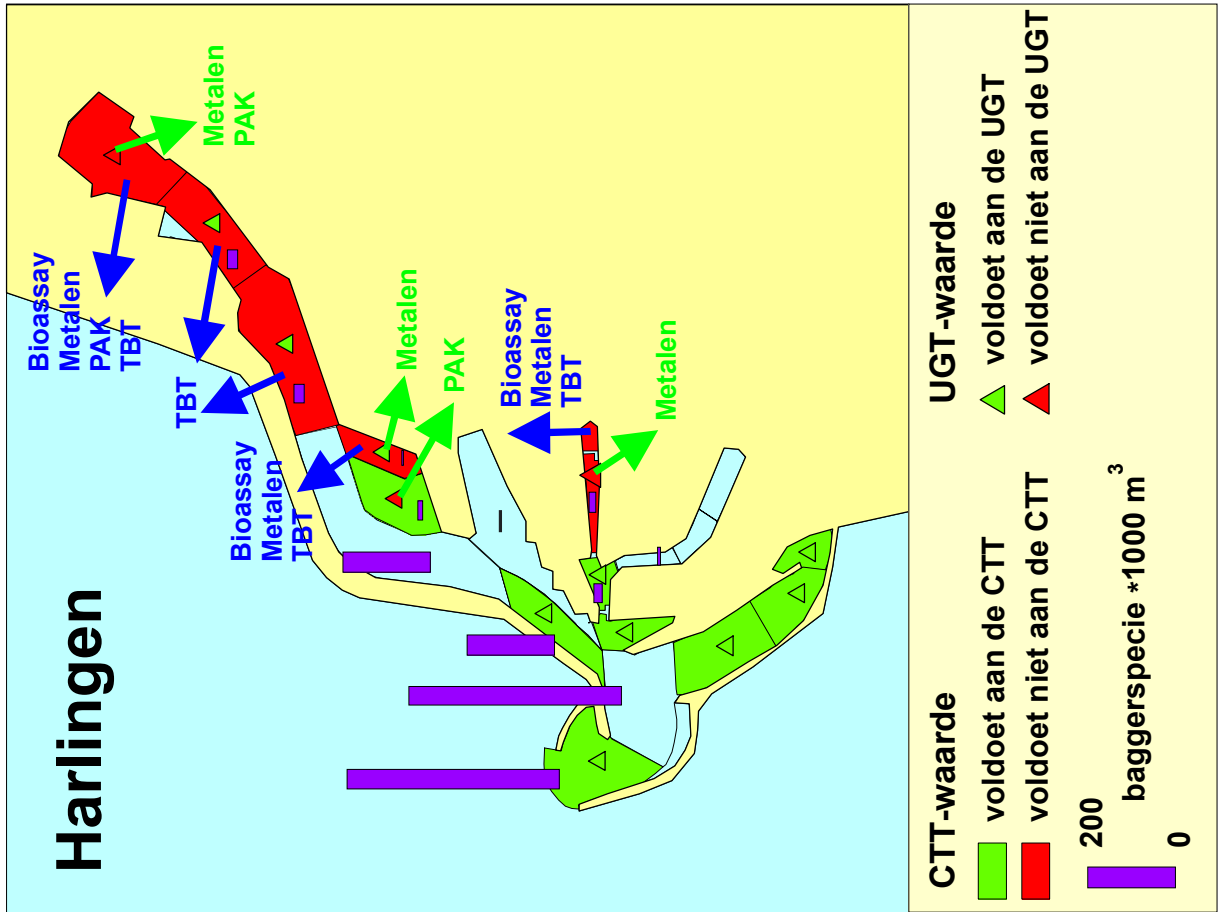 Harlingen
Bioassay
Metalen
PAK
TBT
Metalen
PAK
TBT
Bioassay
Metalen
TBT
Metalen
PAK
Bioassay
Metalen
TBT
Metalen
CTT-waarde
voldoet aan de CTT
voldoet niet aan de CTT
200
0
baggerspecie *1000 m³
UGT-waarde
voldoet aan de UGT
voldoet niet aan de UGT